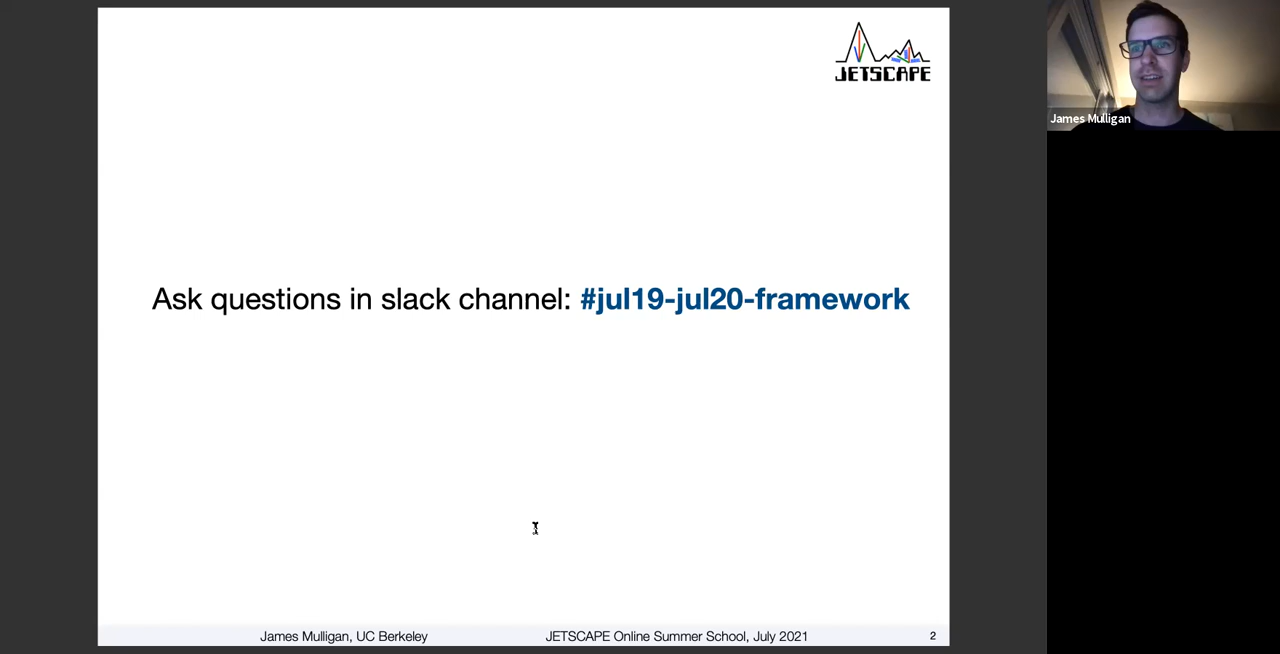 JETSCAPE
James Mulligan
Ask questions in slack channel: #jul19-jul20-framework
James Mulligan, UC Berkeley
JETSCAPE Online Summer School, July 2021
2